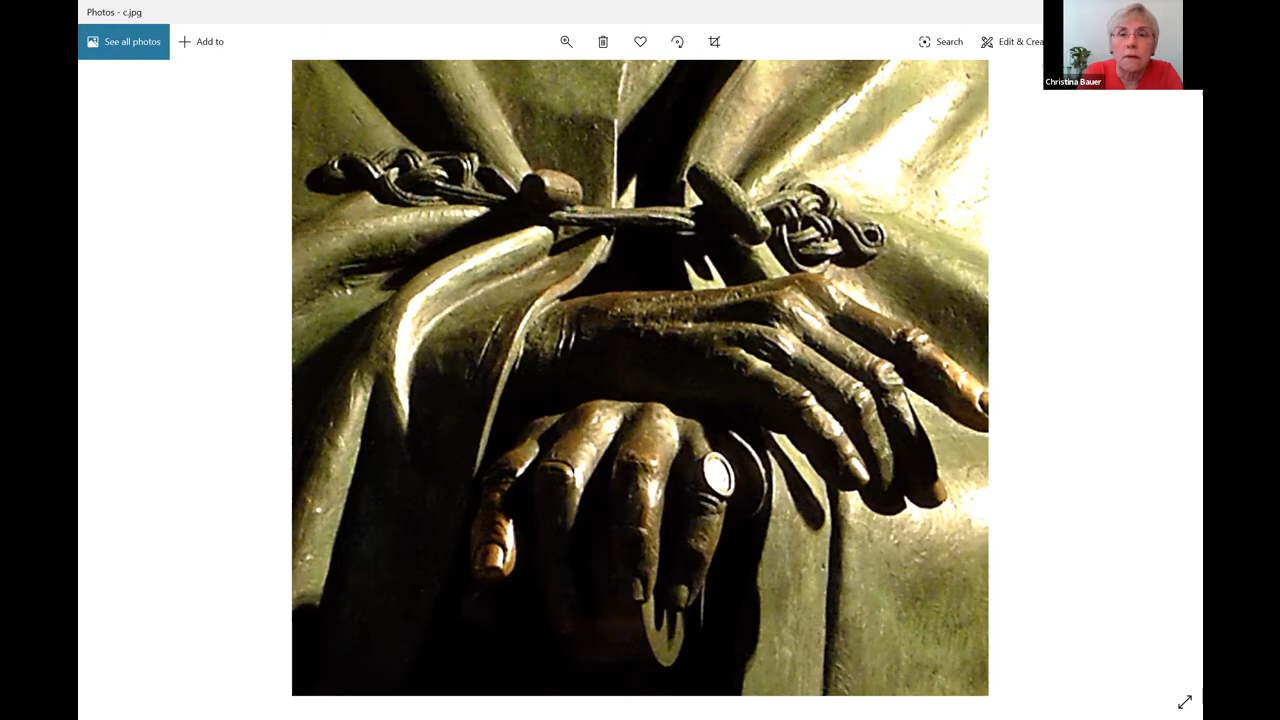 Photos - c.jpg
See all photos
Add to
Search
Edit & Crea
Christina Bauer